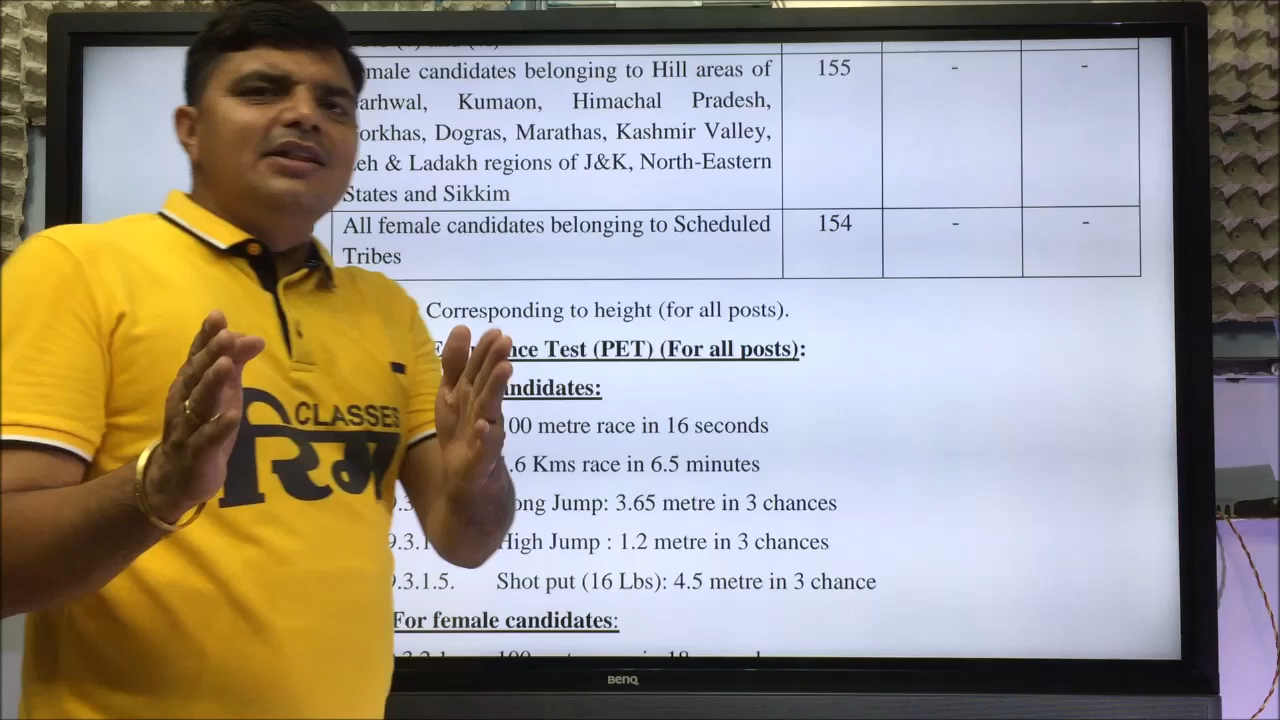 male candidates belonging to Hill areas of 155 - -
arhwal, Kumaon, Himachal Pradesh,
orkhas, Dogras, Marathas, Kashmir Valley,
eh & Ladakh regions of J&K, North-Eastern
States and Sikkim
All female candidates belonging to Scheduled 154 - -
Tribes
Corresponding to height (for all posts).
Test (PET) (For all posts):
ndidates:
00 metre race in 16 seconds
.6 Kms race in 6.5 minutes
ong Jump: 3.65 metre in 3 chances
9.3.1 High Jump : 1.2 metre in 3 chances
9.3.1.5. Shot put (16 Lbs): 4.5 metre in 3 chance
For female candidates:
CLASSES
BenQ